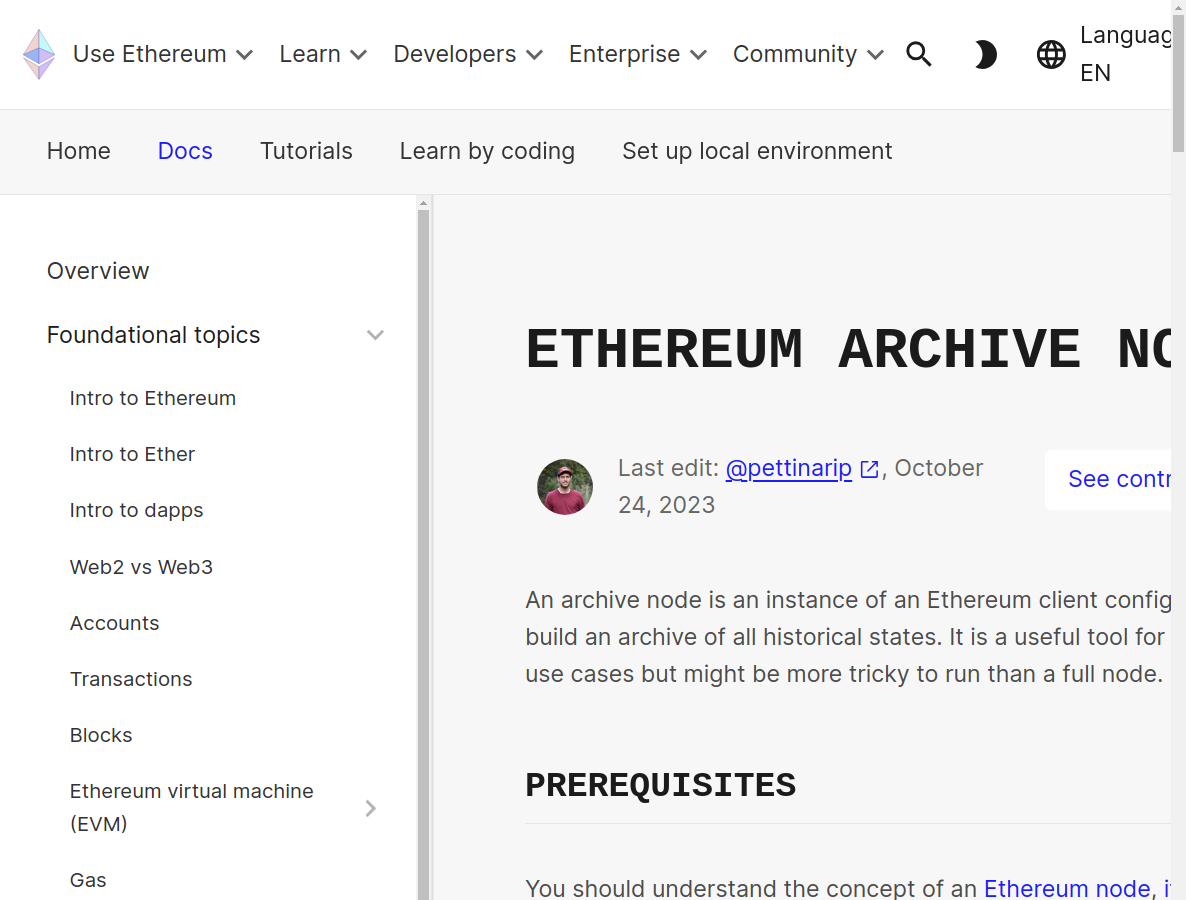 Use Ethereum Learn Developers Enterprise Community
Languag
EN
Home Docs Tutorials Learn by coding Set up local environment
Overview
Foundational topics
Intro to Ethereum
Intro to Ether
Intro to dapps
Web2 vs Web3
Accounts
Transactions
Blocks
Ethereum virtual machine
(EVM)
Gas
ETHEREUM ARCHIVE NO
Last edit: @pettinarip, October
24, 2023
See contr
An archive node is an instance of an Ethereum client config
build an archive of all historical states. It is a useful tool for
use cases but might be more tricky to run than a full node.
PREREQUISITES
You should understand the concept of an Ethereum node,